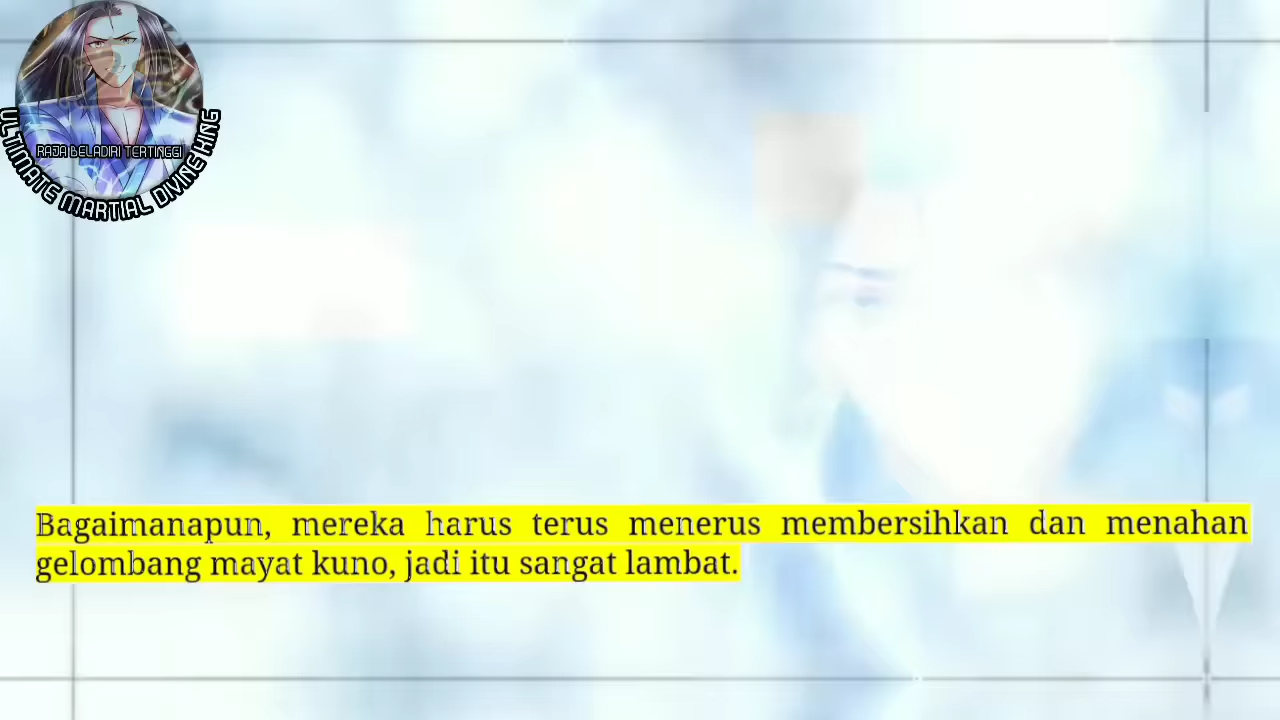 RAJA BELADIRI TERTINGGI
ULTIMATE MARTIAL DIVINE KING
Bagaimanapun, mereka harus terus menerus membersihkan dan menahan
gelombang mayat kuno, jadi itu sangat lambat.